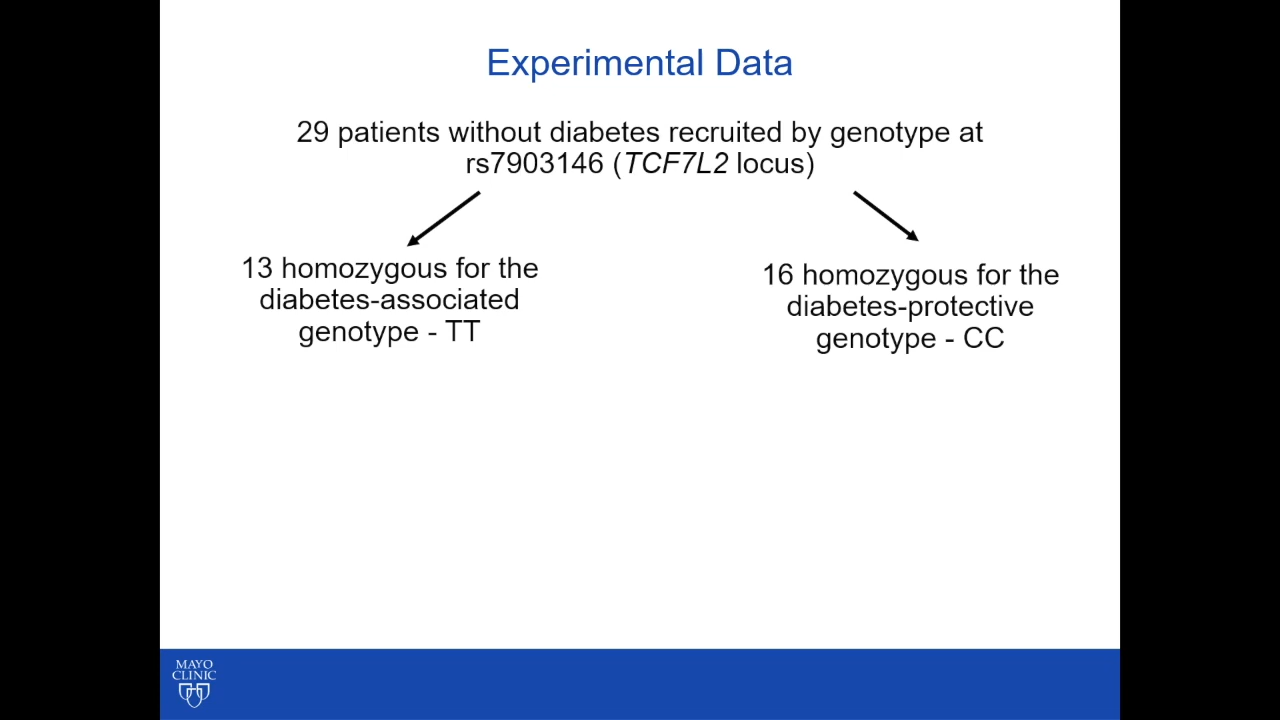 Experimental Data
29 patients without diabetes recruited by genotype at
rs7903146 (TCF7L2 locus)
13 homozygous for the
diabetes-associated
genotype - TT
16 homozygous for the
diabetes-protective
genotype - CC
MAYO
CLINIC